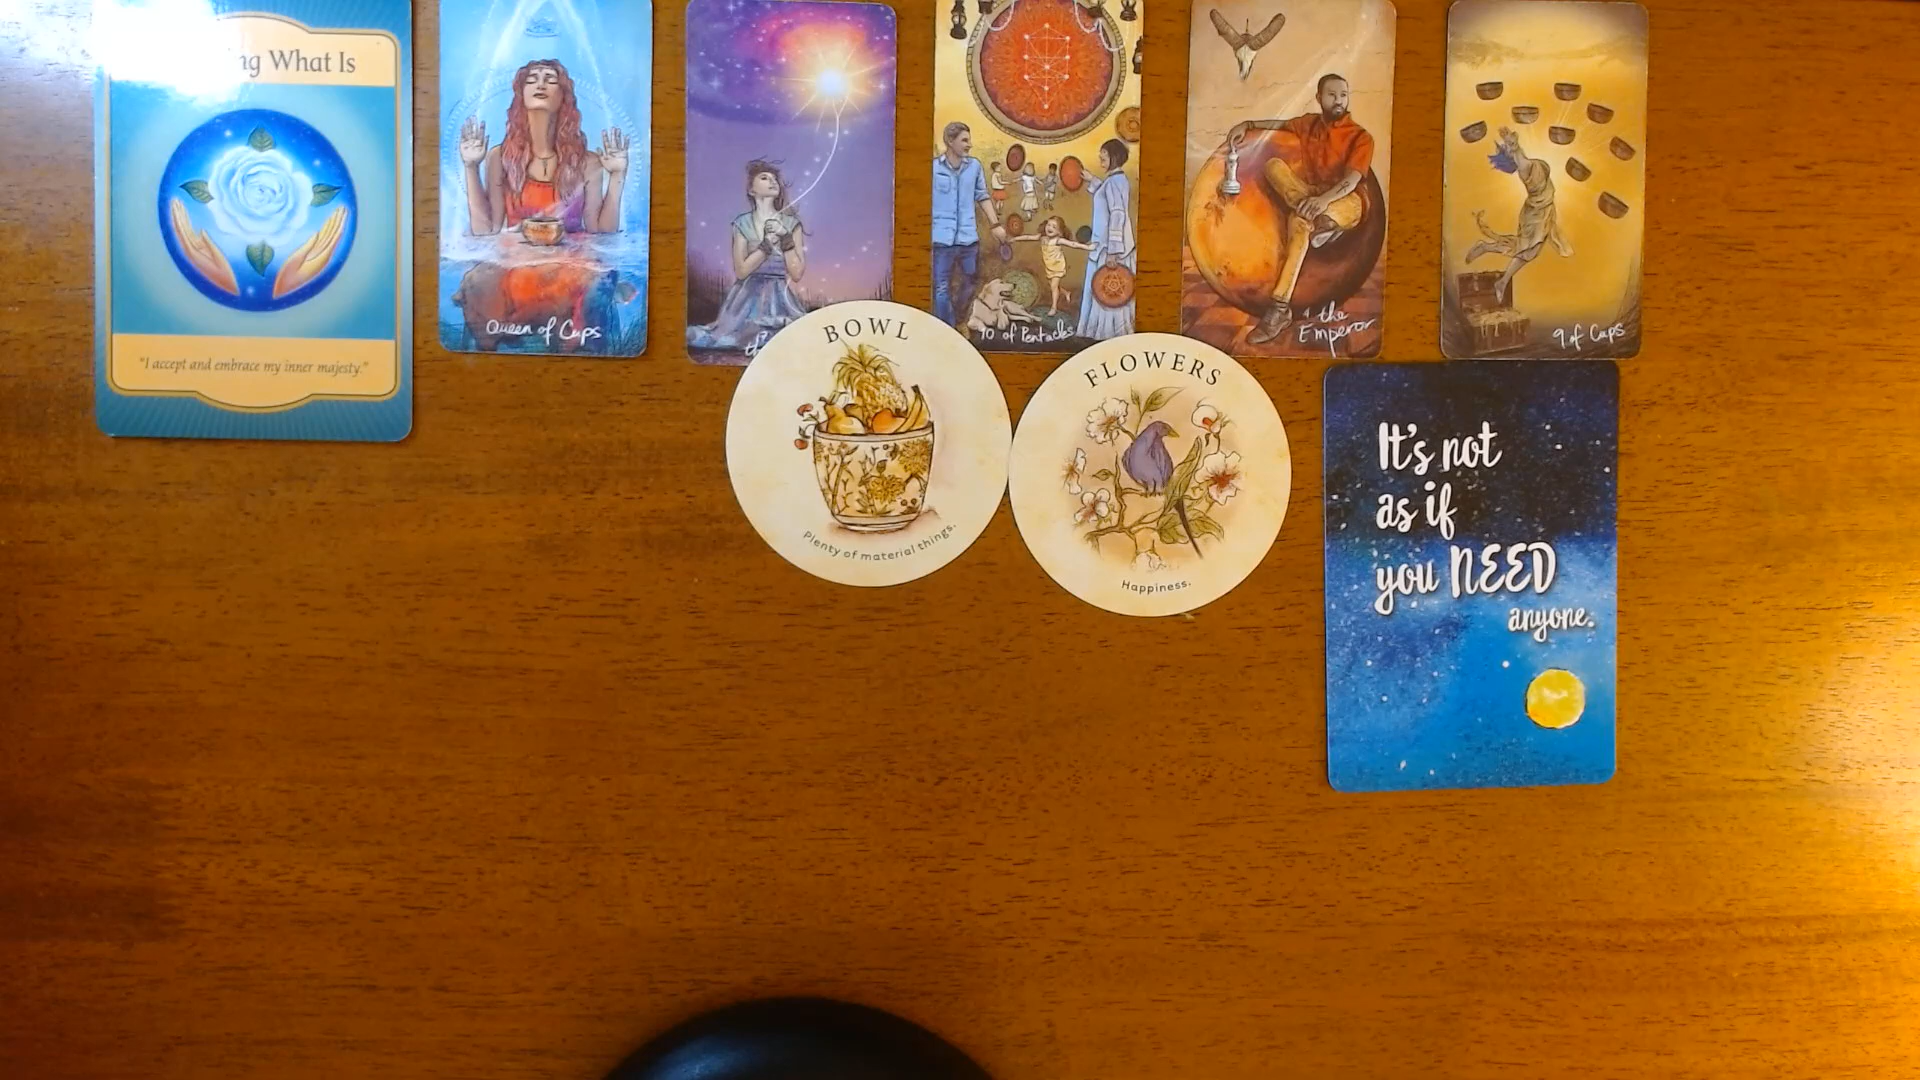 What Is
"I accept and embrace my inner majesty."
Queen of Cups
10 of Pentacles
4 the
Emperor
9 of Cups
BOWL
Plenty of material things.
FLOWERS
Happiness.
It's not
as if
you NEED
anyone.